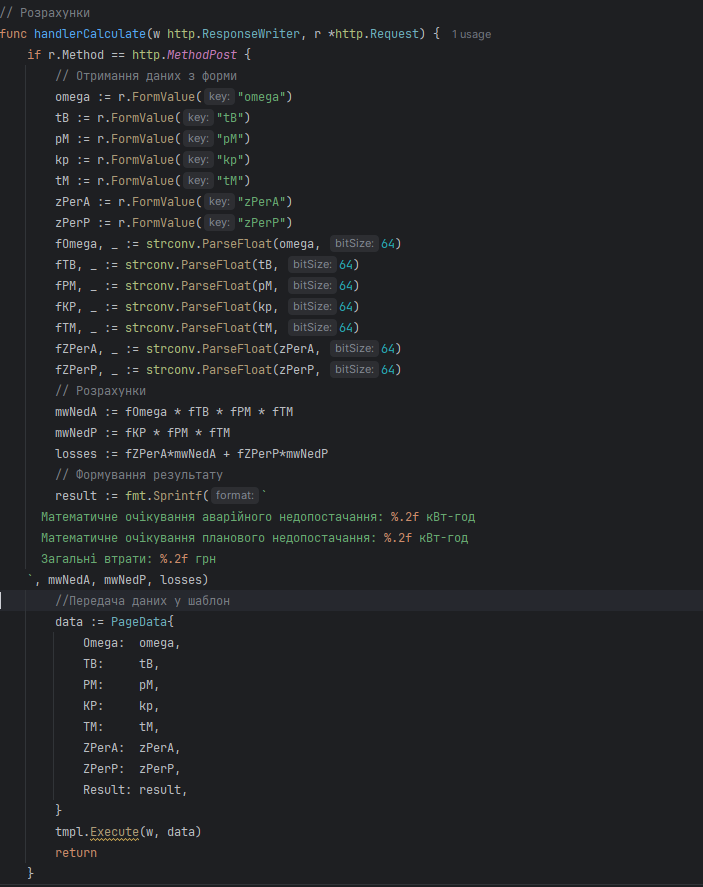 // Розрахунки
func handlerCalculate(w http.ResponseWriter, r *http.Request) { 1 usage
    if r.Method == http.MethodPost {
        // Отримання даних з форми
        omega := r.FormValue( key: "omega")
        tB := r.FormValue( key: "tB")
        pM := r.FormValue( key: "pM")
        kp := r.FormValue( key: "kp")
        tM := r.FormValue( key: "tM")
        zPerA := r.FormValue( key: "zPerA")
        zPerP := r.FormValue( key: "zPerP")
        fOmega, _ := strconv.ParseFloat(omega, bitSize: 64)
        fTB, _ := strconv.ParseFloat(tB, bitSize: 64)
        fPM, _ := strconv.ParseFloat(pM, bitSize: 64)
        fKP, _ := strconv.ParseFloat(kp, bitSize: 64)
        fTM, _ := strconv.ParseFloat(tM, bitSize: 64)
        fZPerA, _ := strconv.ParseFloat(zPerA, bitSize: 64)
        fZPerP, _ := strconv.ParseFloat(zPerP, bitSize: 64)
        // Розрахунки
        mwNedA := fOmega * fTB * fPM * fTM
        mwNedP := fKP * fPM * fTM
        losses := fZPerA*mwNedA + fZPerP*mwNedP
        // Формування результату
        result := fmt.Sprintf( format: `
      Математичне очікування аварійного недопостачання: %.2f кВт-год
      Математичне очікування планового недопостачання: %.2f кВт-год
      Загальні втрати: %.2f грн
    `, mwNedA, mwNedP, losses)
        //Передача даних у шаблон
        data := PageData{
            Omega:  omega,
            TB:     tB,
            PM:     pM,
            KP:     kp,
            TM:     tM,
            ZPerA:  zPerA,
            ZPerP:  zPerP,
            Result: result,
        }
        tmpl.Execute(w, data)
        return
    }